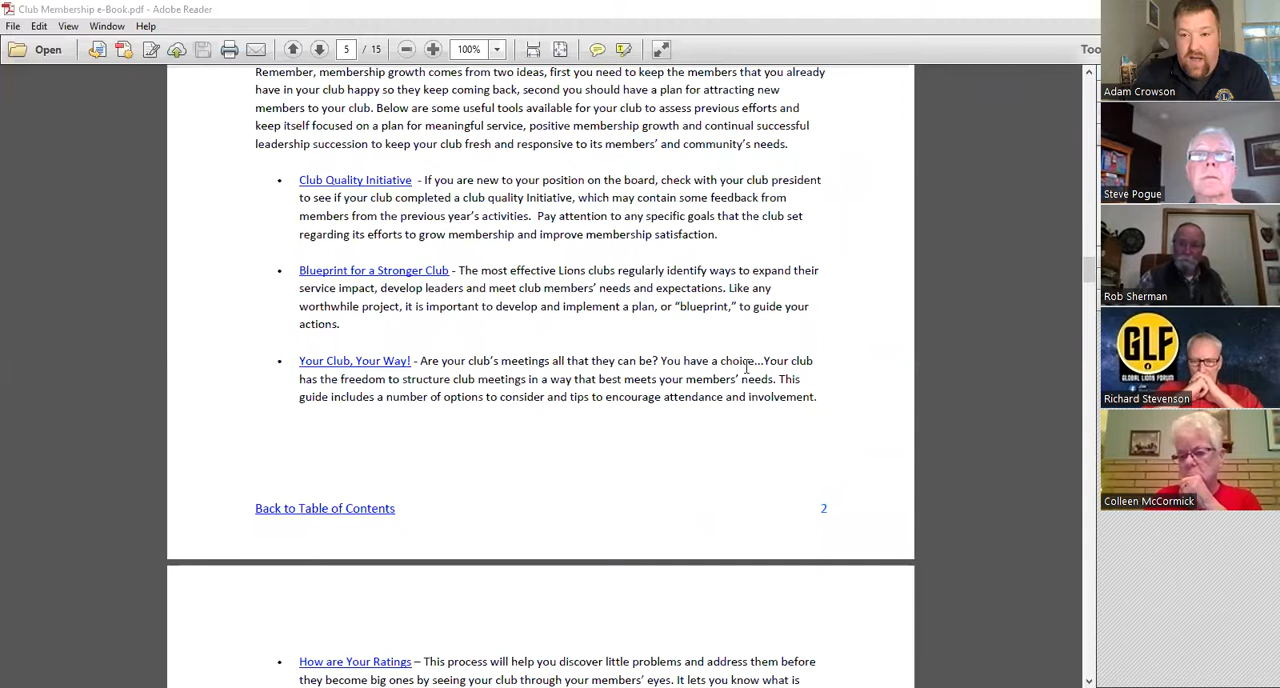 Club Membership e-Book.pdf - Adobe Reader
File Edit View Window Help
Open 5 / 15 100% Too
Remember, membership growth comes from two ideas, first you need to keep the members that you already
have in your club happy so they keep coming back, second you should have a plan for attracting new
members to your club. Below are some useful tools available for your club to assess previous efforts and
keep itself focused on a plan for meaningful service, positive membership growth and continual successful
leadership succession to keep your club fresh and responsive to its members' and community's needs.
• Club Quality Initiative - If you are new to your position on the board, check with your club president
to see if your club completed a club quality Initiative, which may contain some feedback from
members from the previous year's activities. Pay attention to any specific goals that the club set
regarding its efforts to grow membership and improve membership satisfaction.
• Blueprint for a Stronger Club - The most effective Lions clubs regularly identify ways to expand their
service impact, develop leaders and meet club members' needs and expectations. Like any
worthwhile project, it is important to develop and implement a plan, or “blueprint,” to guide your
actions.
• Your Club, Your Way! - Are your club's meetings all that they can be? You have a choice...Your club
has the freedom to structure club meetings in a way that best meets your members' needs. This
guide includes a number of options to consider and tips to encourage attendance and involvement.
Back to Table of Contents 2
• How are Your Ratings – This process will help you discover little problems and address them before
they become big ones by seeing your club through your members' eyes. It lets you know what is
Adam Crowson
Steve Pogue
Rob Sherman
GLF
GLOBAL LIONS FORUM
Richard Stevenson
Colleen McCormick